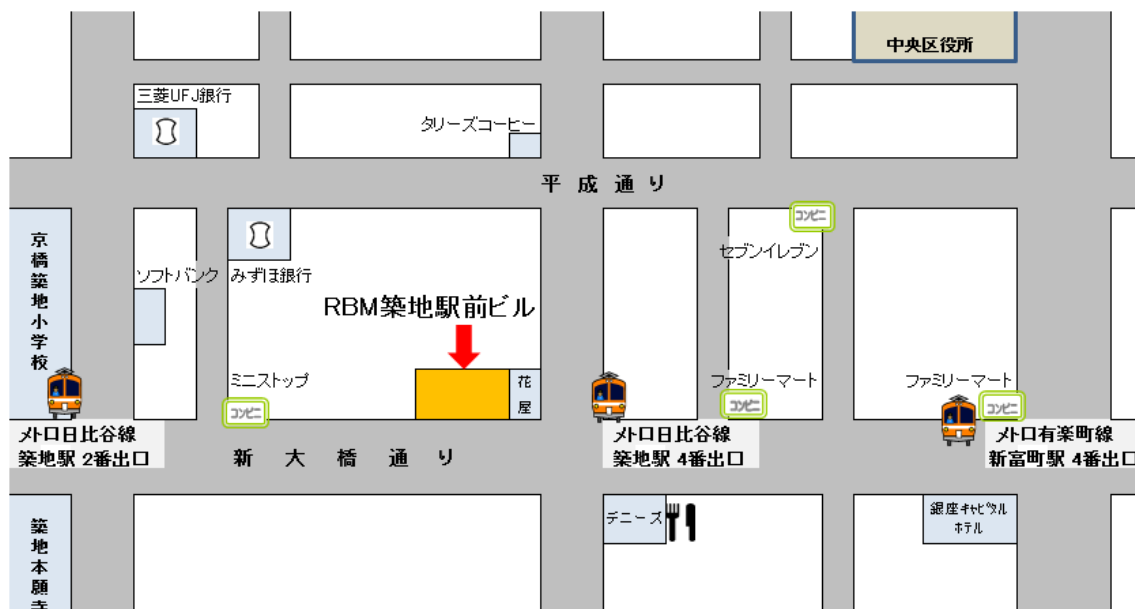 中央区役所
三菱UFJ銀行
タリーズコーヒー
平成通り
京橋築地小学校
コンビニ
セブンイレブン
ソフトバンク
みずほ銀行
RBM築地駅前ビル
花屋
ミニストップ
コンビニ
ファミリーマート
コンビニ
ファミリーマート
コンビニ
メトロ日比谷線
築地駅 2番出口
メトロ日比谷線
築地駅 4番出口
メトロ有楽町線
新富町駅 4番出口
新大橋通り
築地本願寺
デニーズ
銀座キャピタル
ホテル